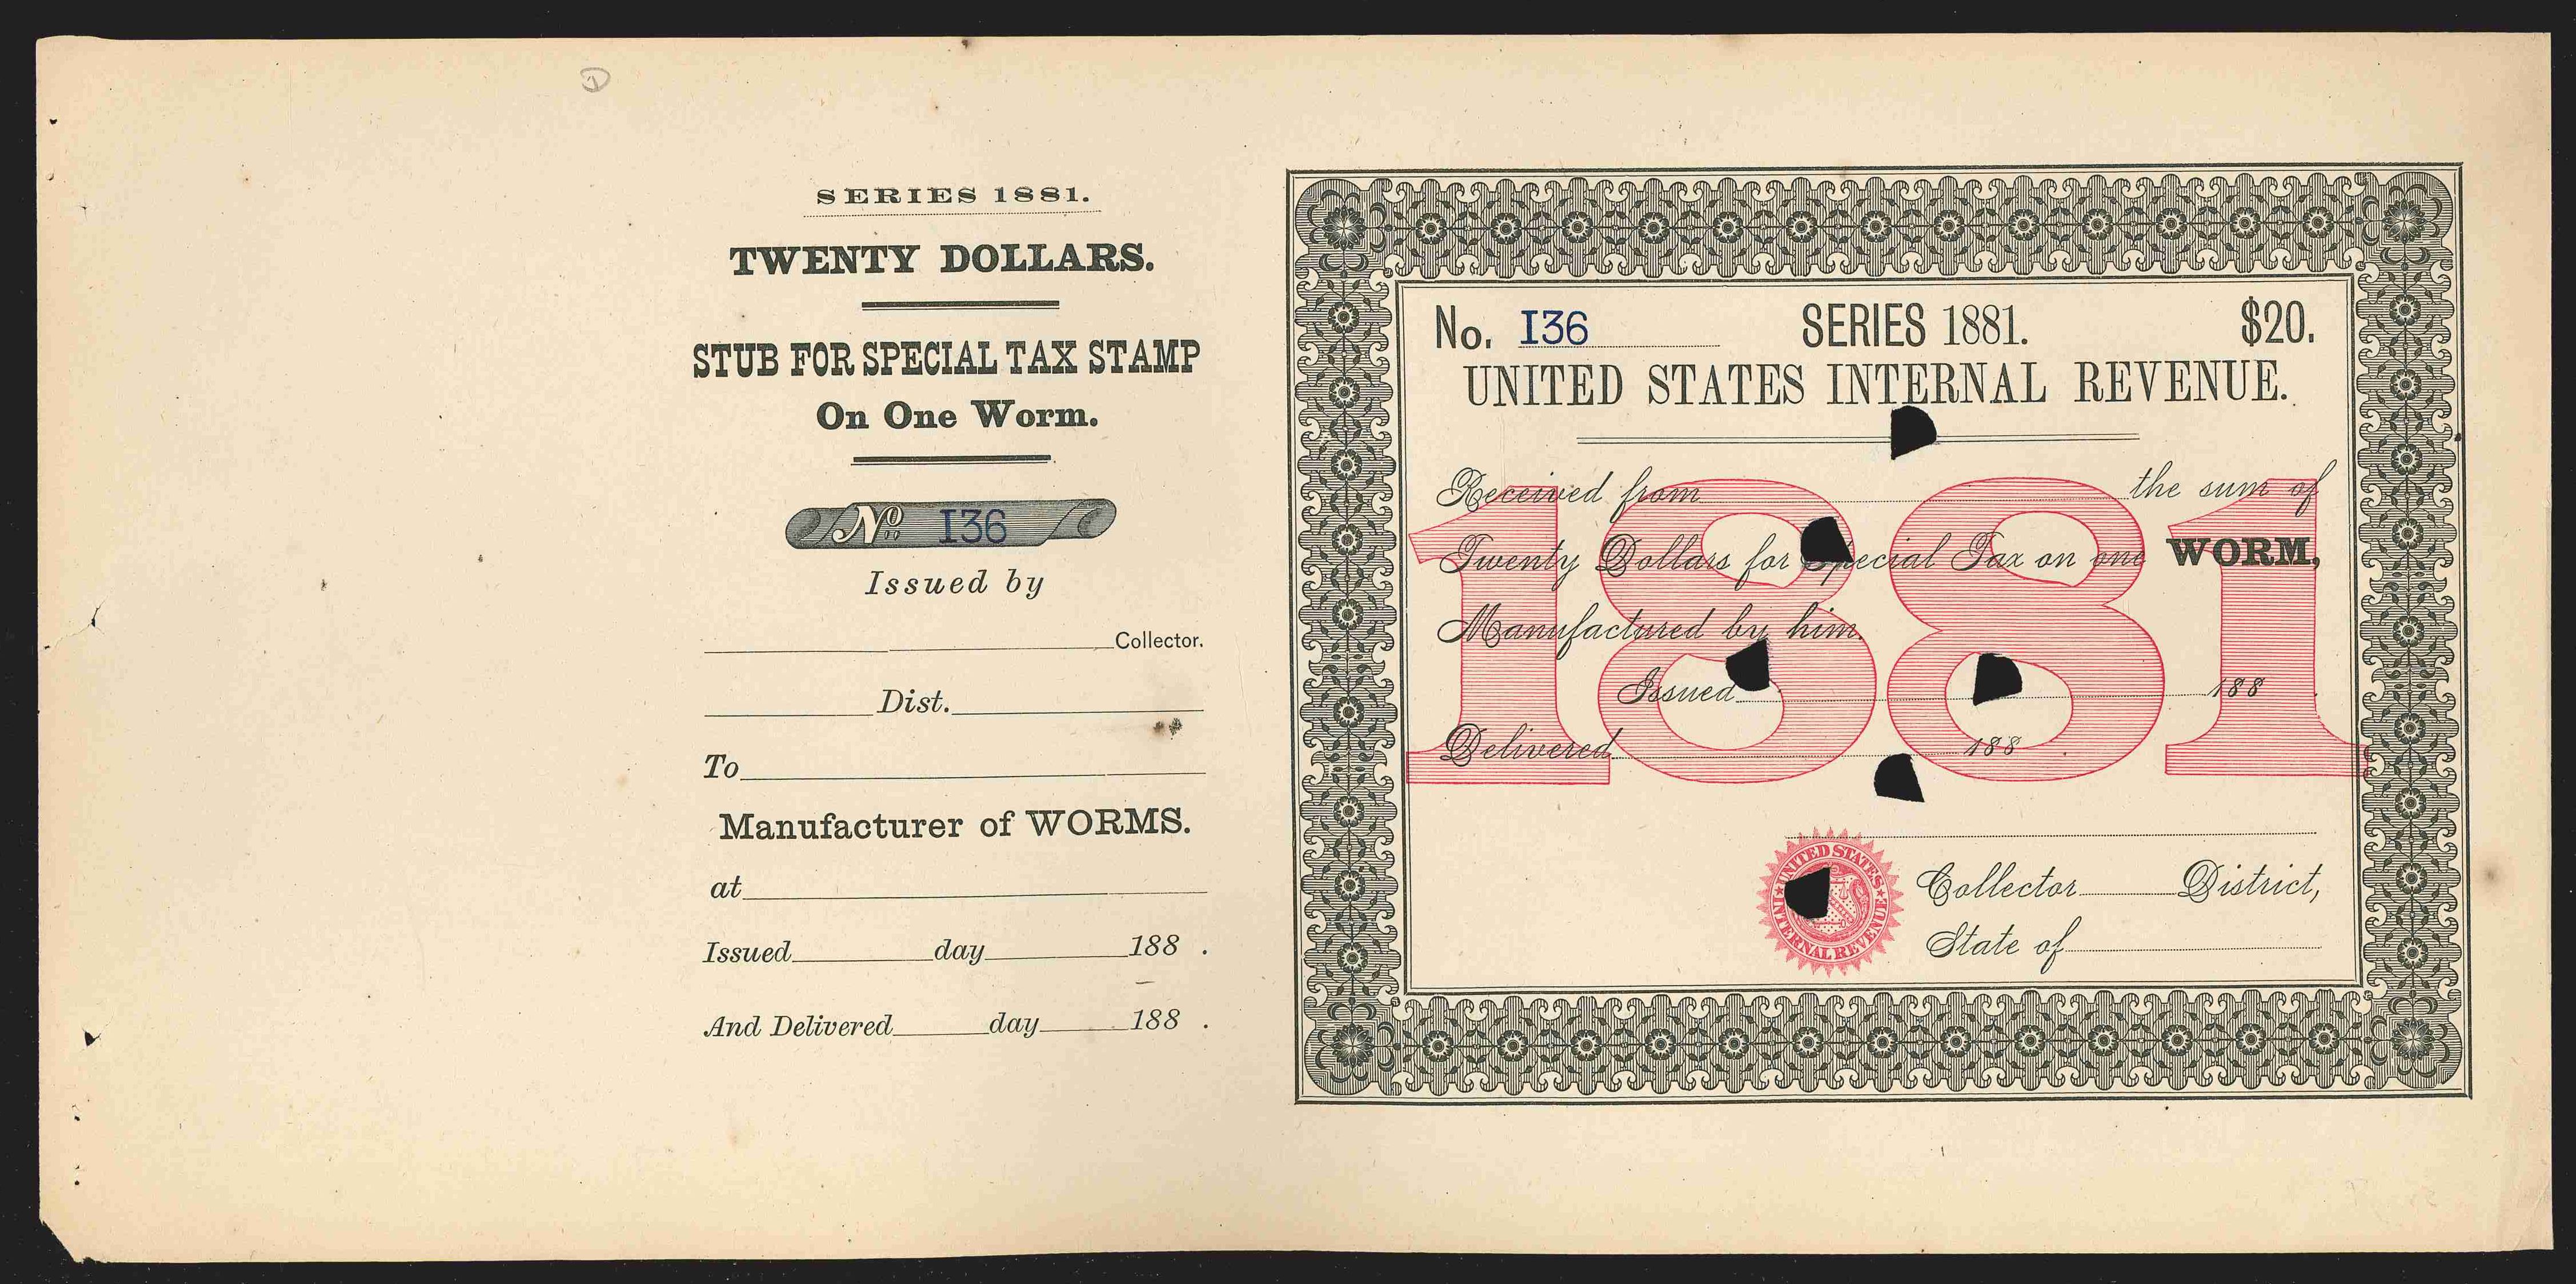 SERIES 1881.
TWENTY DOLLARS.
STUB FOR SPECIAL TAX STAMP
On One Worm.
No. 136
Issued by
Collector.
Dist.
To
Manufacturer of WORMS.
at
Issued day 188 .
And Delivered day 188 .
No. 136 SERIES 1881. $20.
UNITED STATES INTERNAL REVENUE.
1881
Received from the sum of
Twenty Dollars for Special Tax on one WORM,
Manufactured by him.
Issued 188
Delivered 188 .
UNITED STATES INTERNAL REVENUE
Collector District,
State of